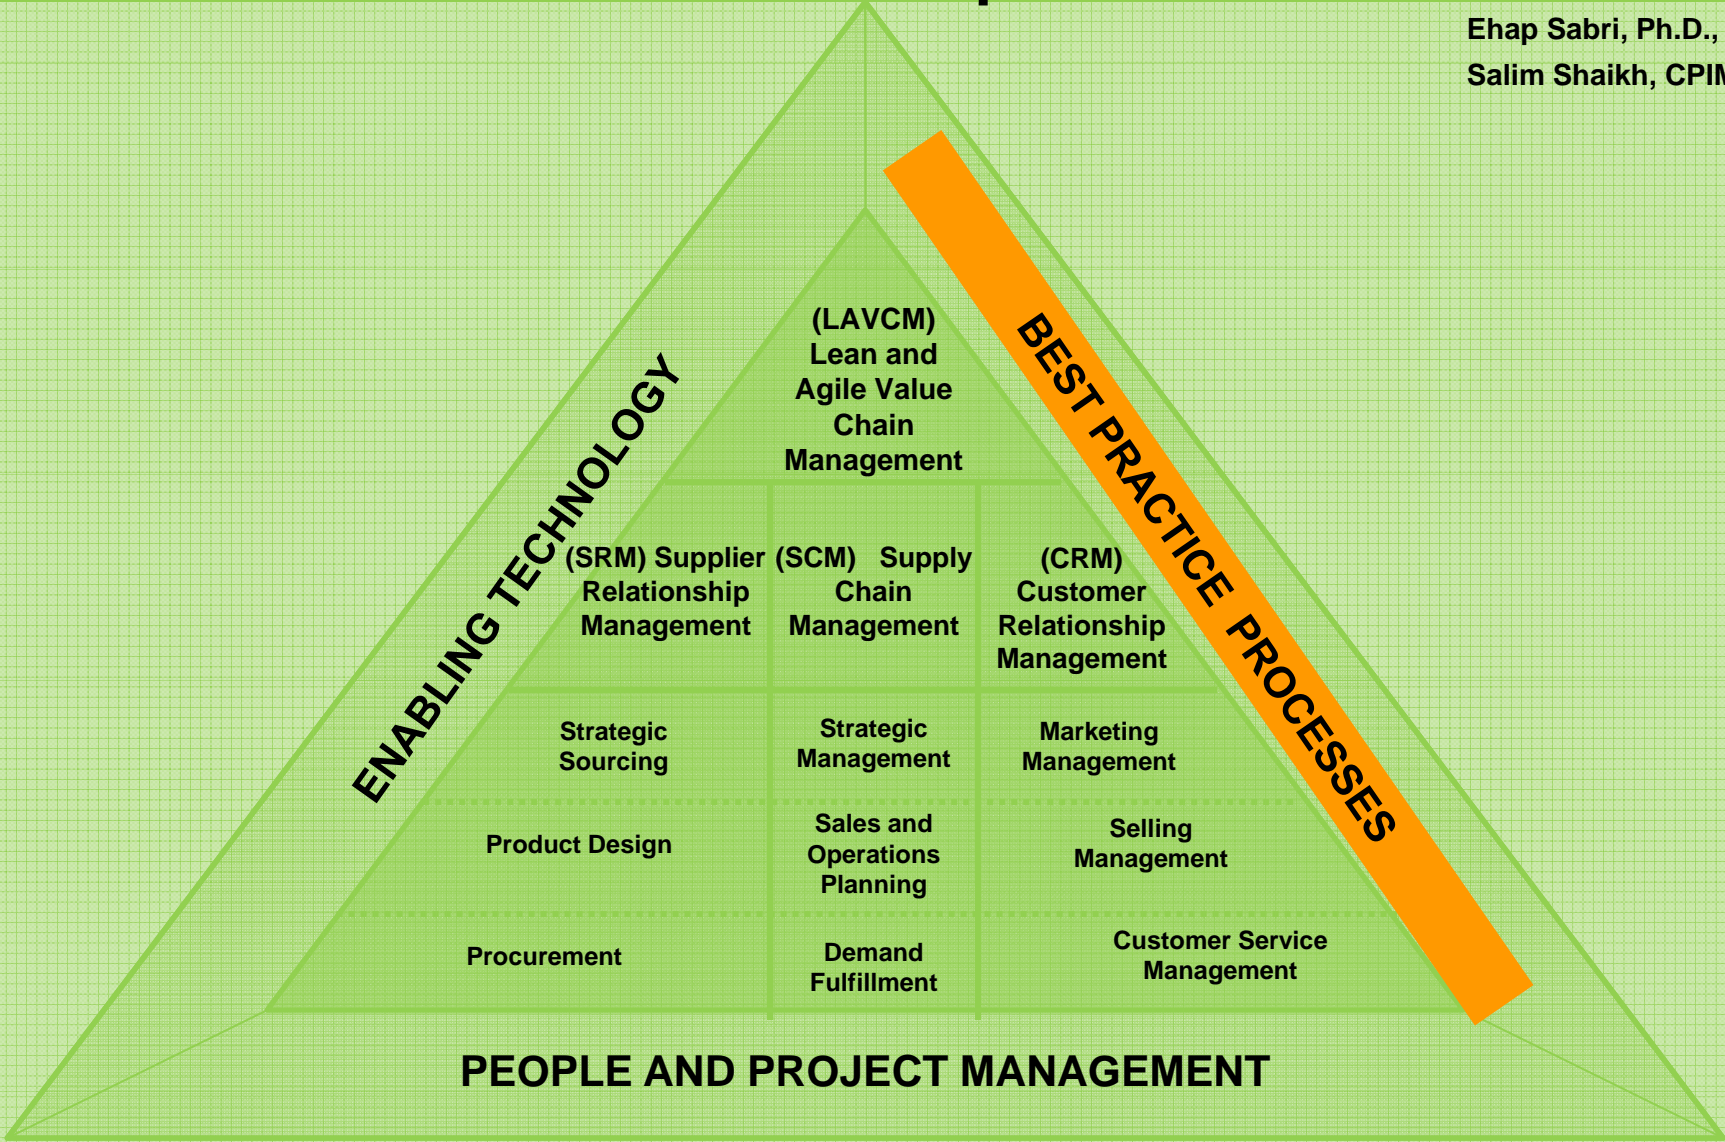 Ehap Sabri, Ph.D.,
Salim Shaikh, CPIM
(LAVCM)
Lean and
Agile Value
Chain
Management
ENABLING TECHNOLOGY
BEST PRACTICE PROCESSES
(SRM) Supplier
Relationship
Management
(SCM) Supply
Chain
Management
(CRM)
Customer
Relationship
Management
Strategic
Sourcing
Strategic
Management
Marketing
Management
Product Design
Sales and
Operations
Planning
Selling
Management
Procurement
Demand
Fulfillment
Customer Service
Management
PEOPLE AND PROJECT MANAGEMENT